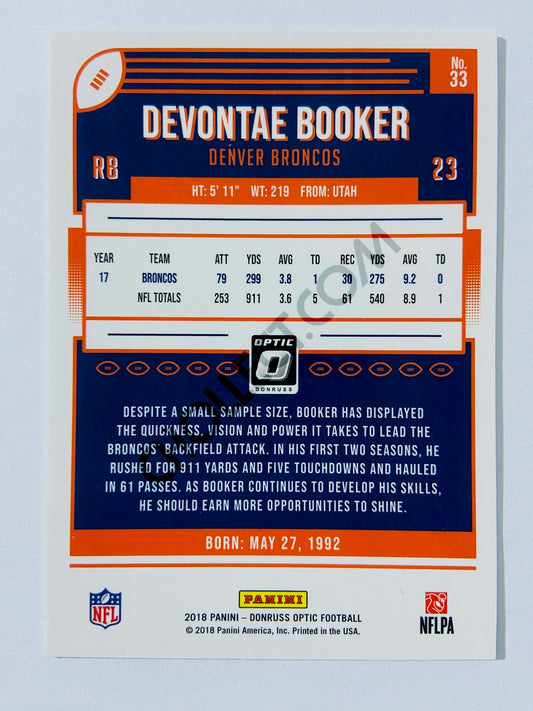 No.
33
DEVONTAE BOOKER
DENVER BRONCOS
RB
23
HT: 5' 11" WT: 219 FROM: UTAH
YEAR TEAM ATT YDS AVG TD REC YDS AVG TD
17 BRONCOS 79 299 3.8 1 30 275 9.2 0
NFL TOTALS 253 911 3.6 5 61 540 8.9 1
OPTIC
DONRUSS
DESPITE A SMALL SAMPLE SIZE, BOOKER HAS DISPLAYED
THE QUICKNESS, VISION AND POWER IT TAKES TO LEAD THE
BRONCOS' BACKFIELD ATTACK. IN HIS FIRST TWO SEASONS, HE
RUSHED FOR 911 YARDS AND FIVE TOUCHDOWNS AND HAULED
IN 61 PASSES. AS BOOKER CONTINUES TO DEVELOP HIS SKILLS,
HE SHOULD EARN MORE OPPORTUNITIES TO SHINE.
BORN: MAY 27, 1992
NFL
PANINI
2018 PANINI – DONRUSS OPTIC FOOTBALL
© 2018 Panini America, Inc. Printed in the USA.
NFLPA